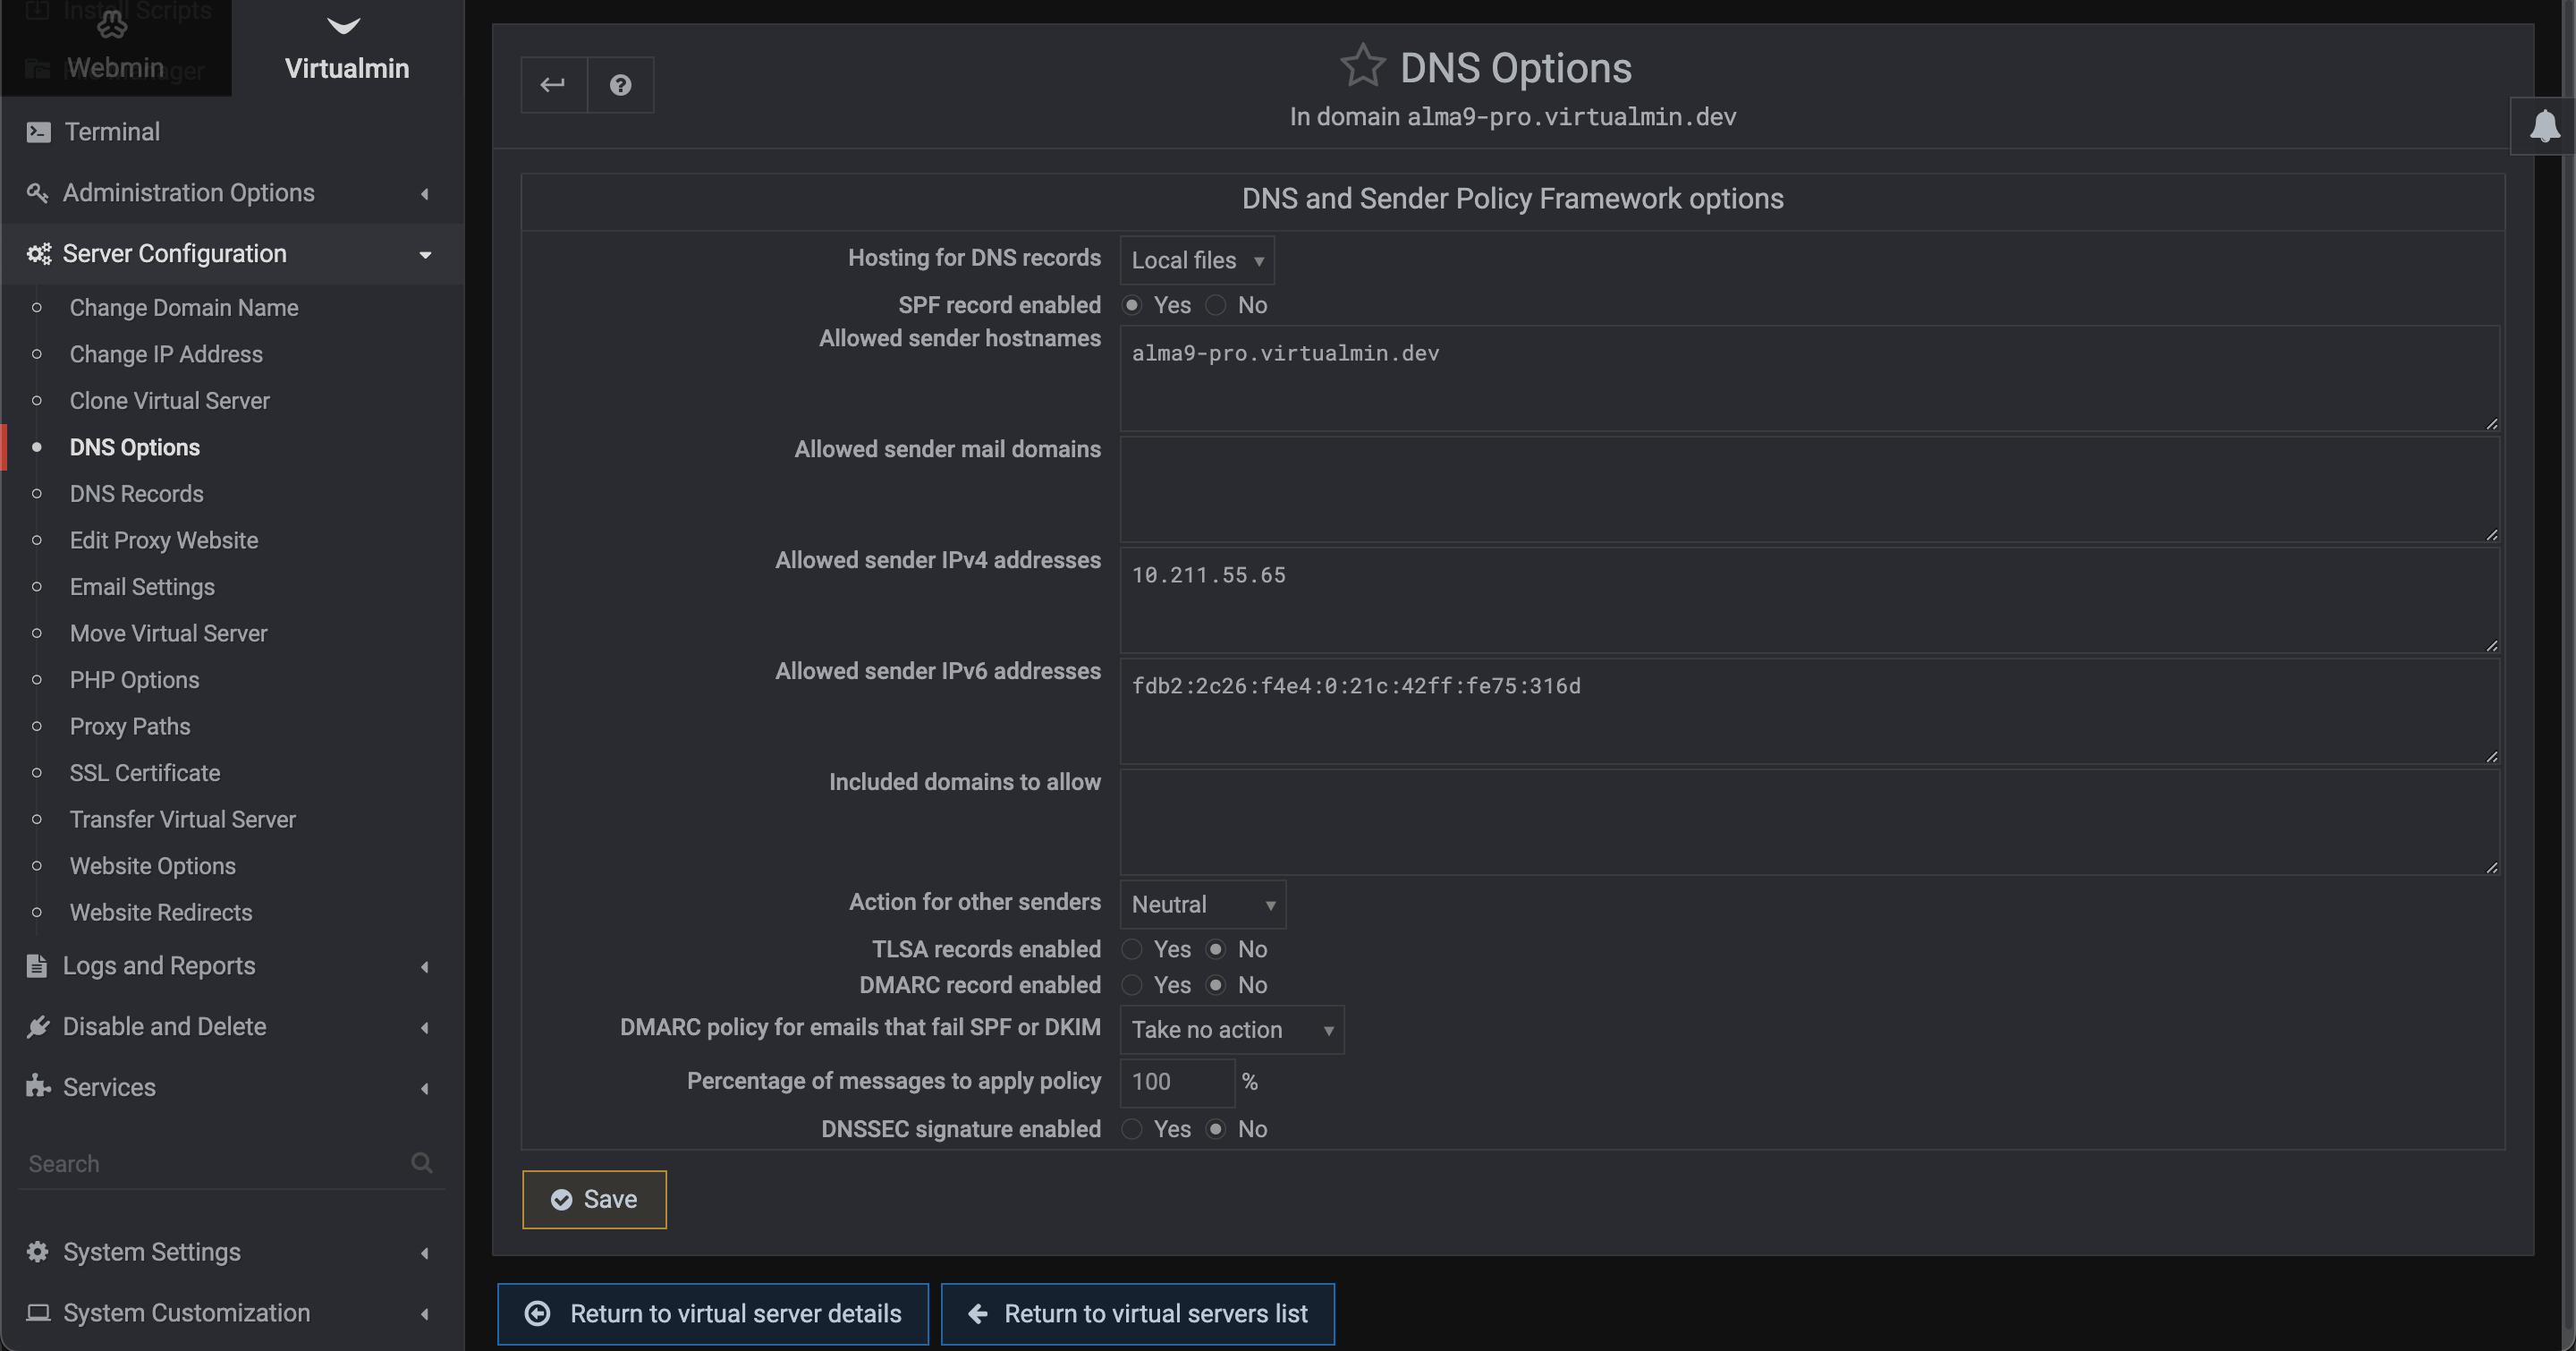 Install Scripts
Webmin
Virtualmin
Terminal
Administration Options
Server Configuration
Change Domain Name
Change IP Address
Clone Virtual Server
DNS Options
DNS Records
Edit Proxy Website
Email Settings
Move Virtual Server
PHP Options
Proxy Paths
SSL Certificate
Transfer Virtual Server
Website Options
Website Redirects
Logs and Reports
Disable and Delete
Services
Search
System Settings
System Customization
DNS Options
In domain alma9-pro.virtualmin.dev
DNS and Sender Policy Framework options
Hosting for DNS records Local files
SPF record enabled Yes No
Allowed sender hostnames alma9-pro.virtualmin.dev
Allowed sender mail domains
Allowed sender IPv4 addresses 10.211.55.65
Allowed sender IPv6 addresses fdb2:2c26:f4e4:0:21c:42ff:fe75:316d
Included domains to allow
Action for other senders Neutral
TLSA records enabled Yes No
DMARC record enabled Yes No
DMARC policy for emails that fail SPF or DKIM Take no action
Percentage of messages to apply policy 100 %
DNSSEC signature enabled Yes No
Save
Return to virtual server details
Return to virtual servers list